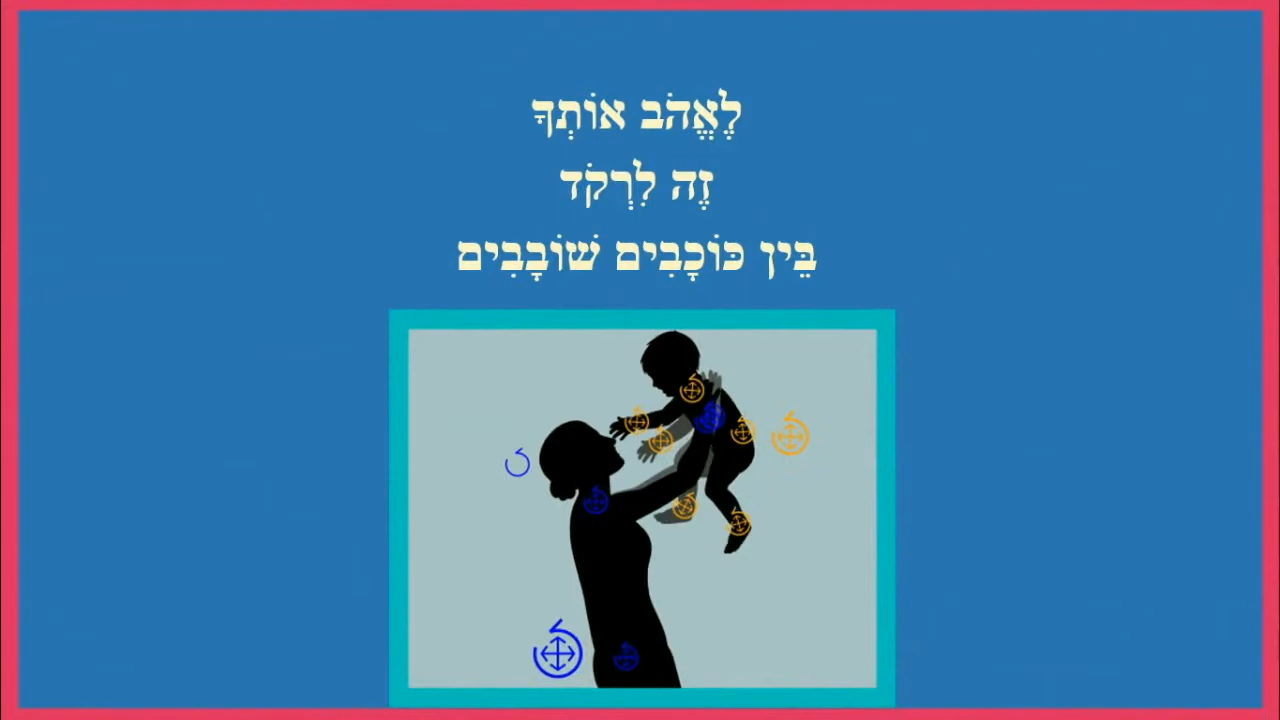 לֶאֱהֹב אוֹתְךָ
זֶה לִרְקֹד
בֵּין כּוֹכָבִים שׁוֹבָבִים